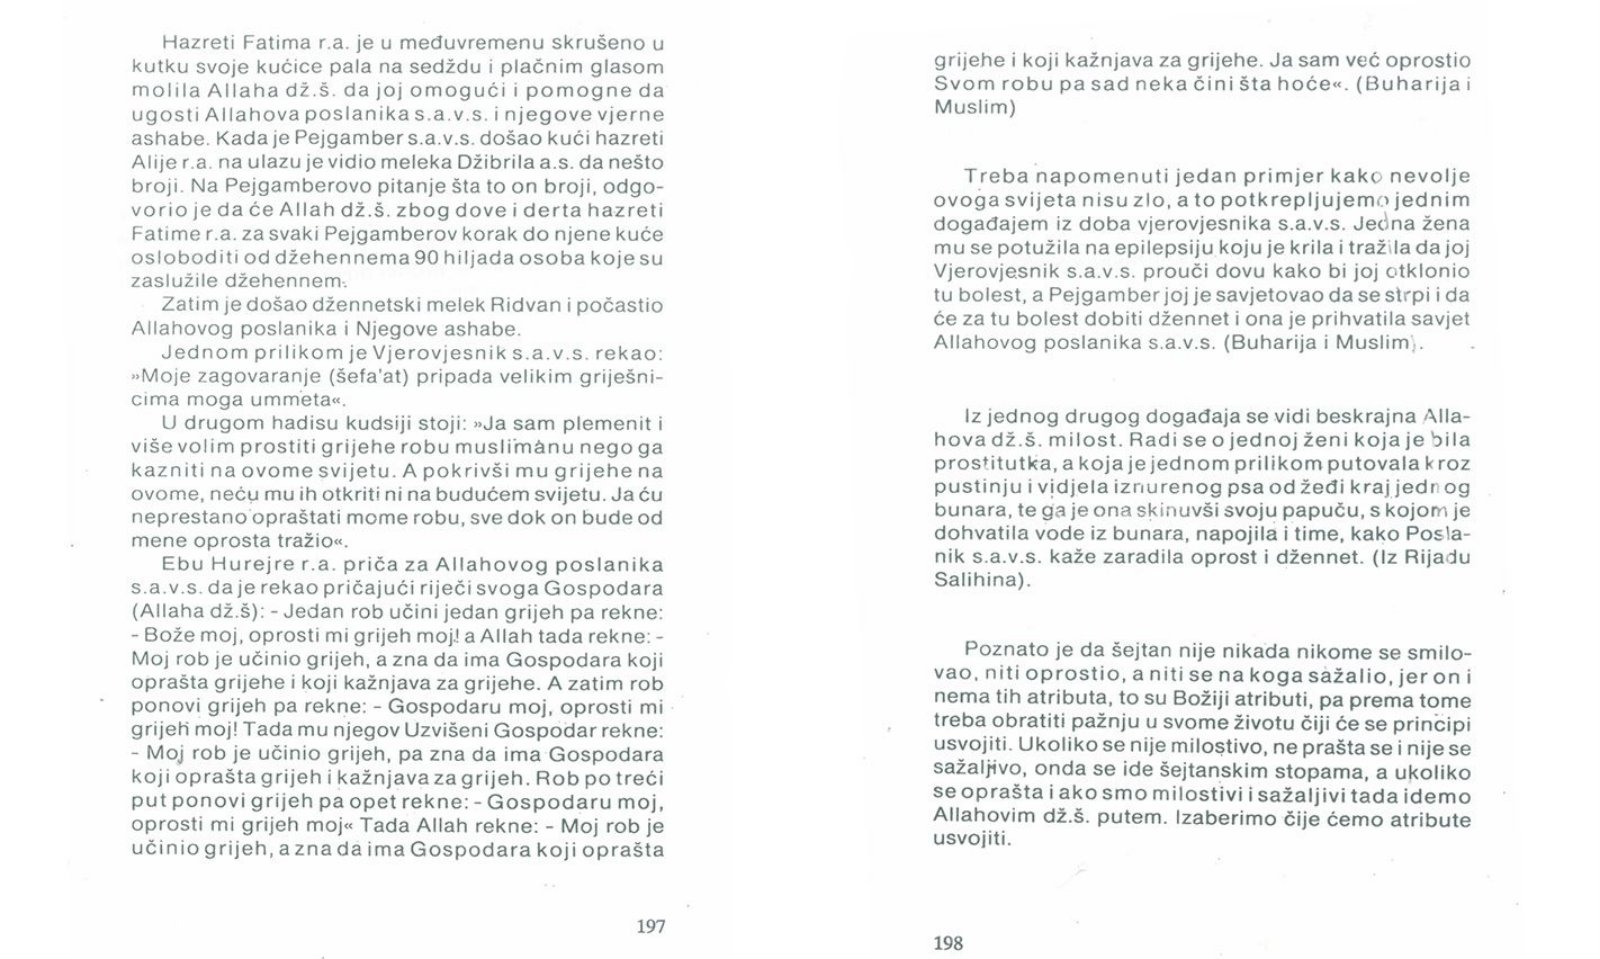 Hazreti Fatima r.a. je u međuvremenu skrušeno u
kutku svoje kućice pala na sedždu i plačnim glasom
molila Allaha dž.š. da joj omogući i pomogne da
ugosti Allahova poslanika s.a.v.s. i njegove vjerne
ashabe. Kada je Pejgamber s.a.v.s. došao kući hazreti
Alije r.a. na ulazu je vidio meleka Džibrila a.s. da nešto
broji. Na Pejgamberovo pitanje šta to on broji, odgo-
vorio je da će Allah dž.š. zbog dove i derta hazreti
Fatime r.a. za svaki Pejgamberov korak do njene kuće
osloboditi od džehennema 90 hiljada osoba koje su
zaslužile džehennem.
Zatim je došao džennetski melek Ridvan i počastio
Allahovog poslanika i Njegove ashabe.
Jednom prilikom je Vjerovjesnik s.a.v.s. rekao:
»Moje zagovaranje (šefa'at) pripada velikim griješni-
cima moga ummeta«.
U drugom hadisu kudsiji stoji: »Ja sam plemenit i
više volim prostiti grijehe robu muslimanu nego ga
kazniti na ovome svijetu. A pokrivši mu grijehe na
ovome, neću mu ih otkriti ni na budućem svijetu. Ja ću
neprestano opraštati mome robu, sve dok on bude od
mene oprosta tražio«.
Ebu Hurejre r.a. priča za Allahovog poslanika
s.a.v.s. da je rekao pričajući riječi svoga Gospodara
(Allaha dž.š): - Jedan rob učini jedan grijeh pa rekne:
- Bože moj, oprosti mi grijeh moj! a Allah tada rekne: -
Moj rob je učinio grijeh, a zna da ima Gospodara koji
oprašta grijehe i koji kažnjava za grijehe. A zatim rob
ponovi grijeh pa rekne: - Gospodaru moj, oprosti mi
grijeh moj! Tada mu njegov Uzvišeni Gospodar rekne:
- Moj rob je učinio grijeh, pa zna da ima Gospodara
koji oprašta grijeh i kažnjava za grijeh. Rob po treći
put ponovi grijeh pa opet rekne: - Gospodaru moj,
oprosti mi grijeh moj« Tada Allah rekne: - Moj rob je
učinio grijeh, a zna da ima Gospodara koji oprašta
197
grijehe i koji kažnjava za grijehe. Ja sam već oprostio
Svom robu pa sad neka čini šta hoće«. (Buharija i
Muslim)
Treba napomenuti jedan primjer kako nevolje
ovoga svijeta nisu zlo, a to potkrepljujemo jednim
događajem iz doba vjerovjesnika s.a.v.s. Jedna žena
mu se potužila na epilepsiju koju je krila i tražila da joj
Vjerovjesnik s.a.v.s. prouči dovu kako bi joj otklonio
tu bolest, a Pejgamber joj je savjetovao da se strpi i da
će za tu bolest dobiti džennet i ona je prihvatila savjet
Allahovog poslanika s.a.v.s. (Buharija i Muslim).
Iz jednog drugog događaja se vidi beskrajna Alla-
hova dž.š. milost. Radi se o jednoj ženi koja je bila
prostitutka, a koja je jednom prilikom putovala kroz
pustinju i vidjela iznurenog psa od žeđi kraj jednog
bunara, te ga je ona skinuvši svoju papuču, s kojom je
dohvatila vode iz bunara, napojila i time, kako Posla-
nik s.a.v.s. kaže zaradila oprost i džennet. (Iz Rijadu
Salihina).
Poznato je da šejtan nije nikada nikome se smilo-
vao, niti oprostio, a niti se na koga sažalio, jer on i
nema tih atributa, to su Božiji atributi, pa prema tome
treba obratiti pažnju u svome životu čiji će se principi
usvojiti. Ukoliko se nije milostivo, ne prašta se i nije se
sažaljivo, onda se ide šejtanskim stopama, a ukoliko
se oprašta i ako smo milostivi i sažaljivi tada idemo
Allahovim dž.š. putem. Izaberimo čije ćemo atribute
usvojiti.
198